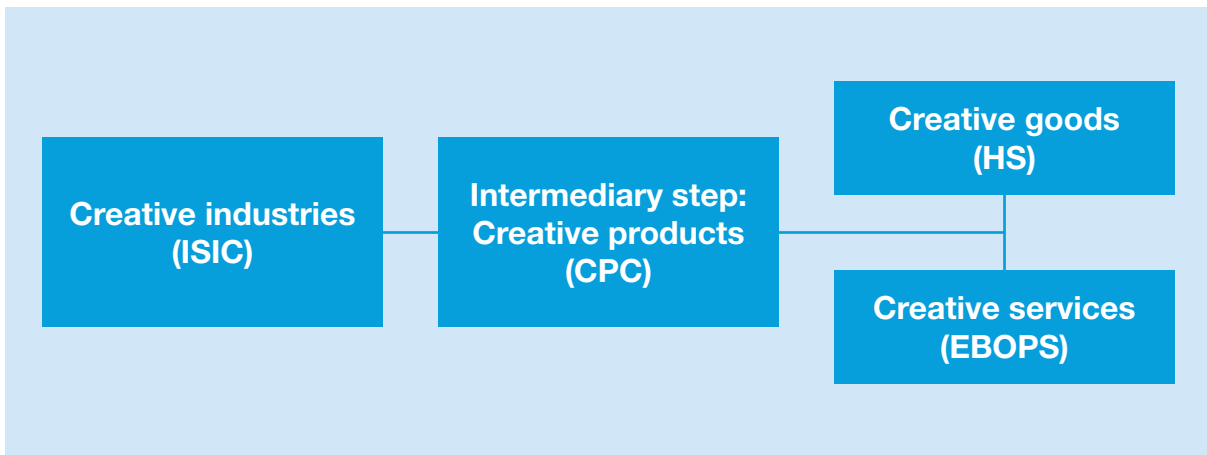 Creative industries
(ISIC)
Intermediary step:
Creative products
(CPC)
Creative goods
(HS)
Creative services
(EBOPS)